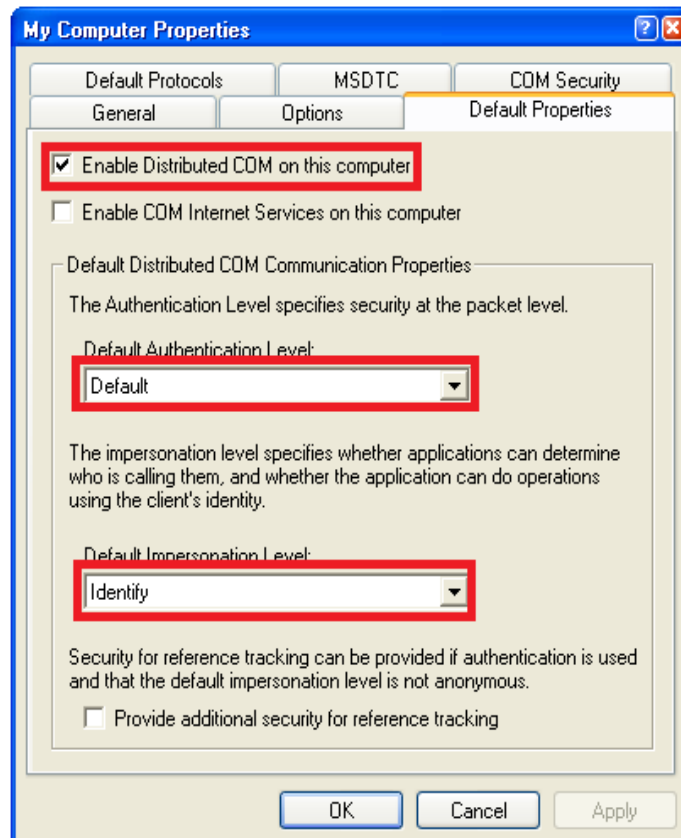 My Computer Properties
Default Protocols MSDTC COM Security
General Options Default Properties
Enable Distributed COM on this computer
Enable COM Internet Services on this computer
Default Distributed COM Communication Properties
The Authentication Level specifies security at the packet level.
Default Authentication Level:
Default
The impersonation level specifies whether applications can determine
who is calling them, and whether the application can do operations
using the client's identity.
Default Impersonation Level:
Identify
Security for reference tracking can be provided if authentication is used
and that the default impersonation level is not anonymous.
Provide additional security for reference tracking
OK Cancel Apply